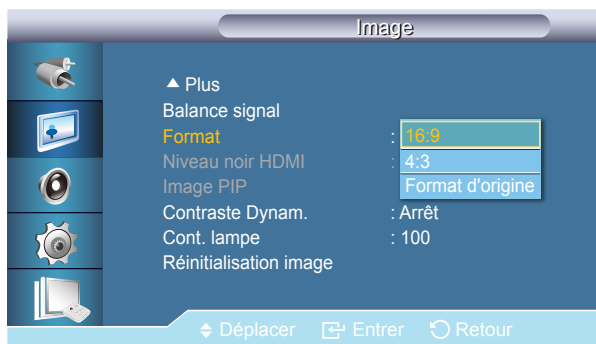 Image
▲ Plus
Balance signal
Format : 16:9
Niveau noir HDMI : 4:3
Image PIP Format d'origine
Contraste Dynam. : Arrêt
Cont. lampe : 100
Réinitialisation image
Déplacer Entrer Retour